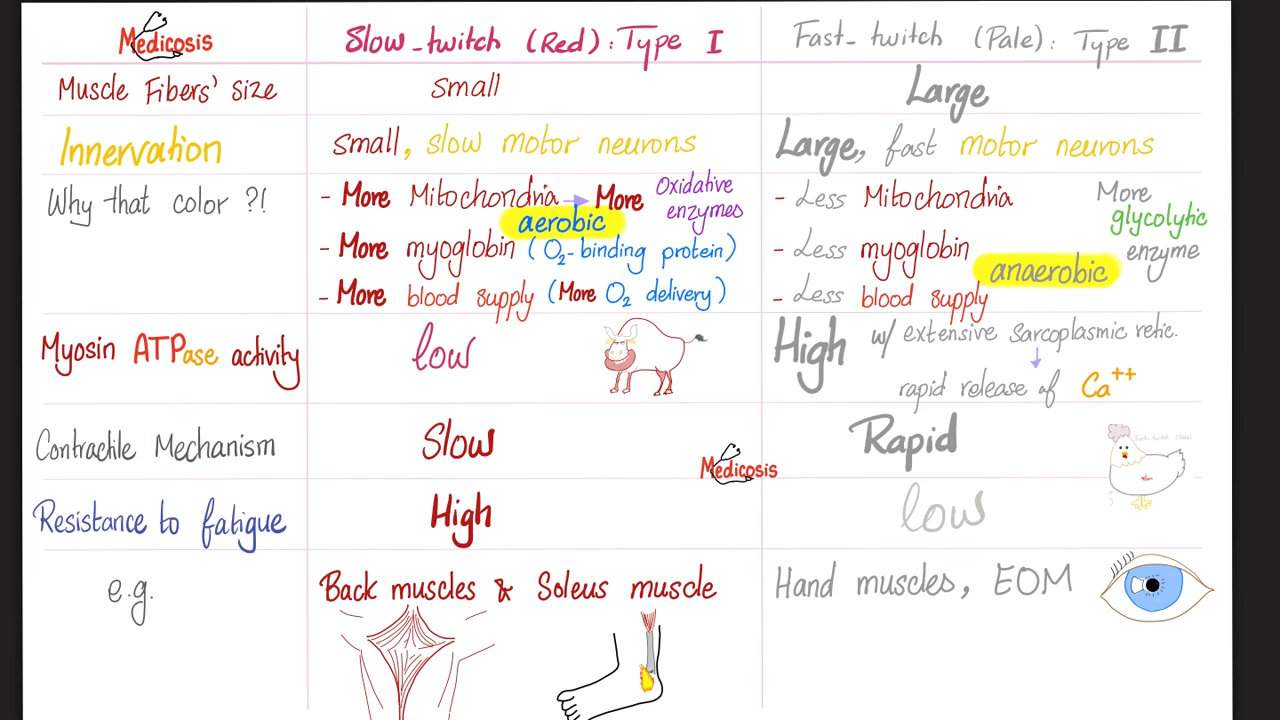 Medicosis
Slow-twitch (Red): Type I
Fast-twitch (Pale): Type II
Muscle Fibers' size
small
Large
Innervation
small, slow motor neurons
Large, fast motor neurons
Why that color ?!
- More Mitochondria → More Oxidative enzymes
aerobic
- More myoglobin (O2-binding protein)
- More blood supply (More O2 delivery)
- Less Mitochondria
- Less myoglobin
- Less blood supply
More glycolytic enzyme
anaerobic
Myosin ATPase activity
low
High w/ extensive sarcoplasmic retic.
↓
rapid release of Ca++
Contractile Mechanism
Slow
Rapid
Medicosis
Resistance to fatigue
High
low
e.g.
Back muscles & Soleus muscle
Hand muscles, EOM